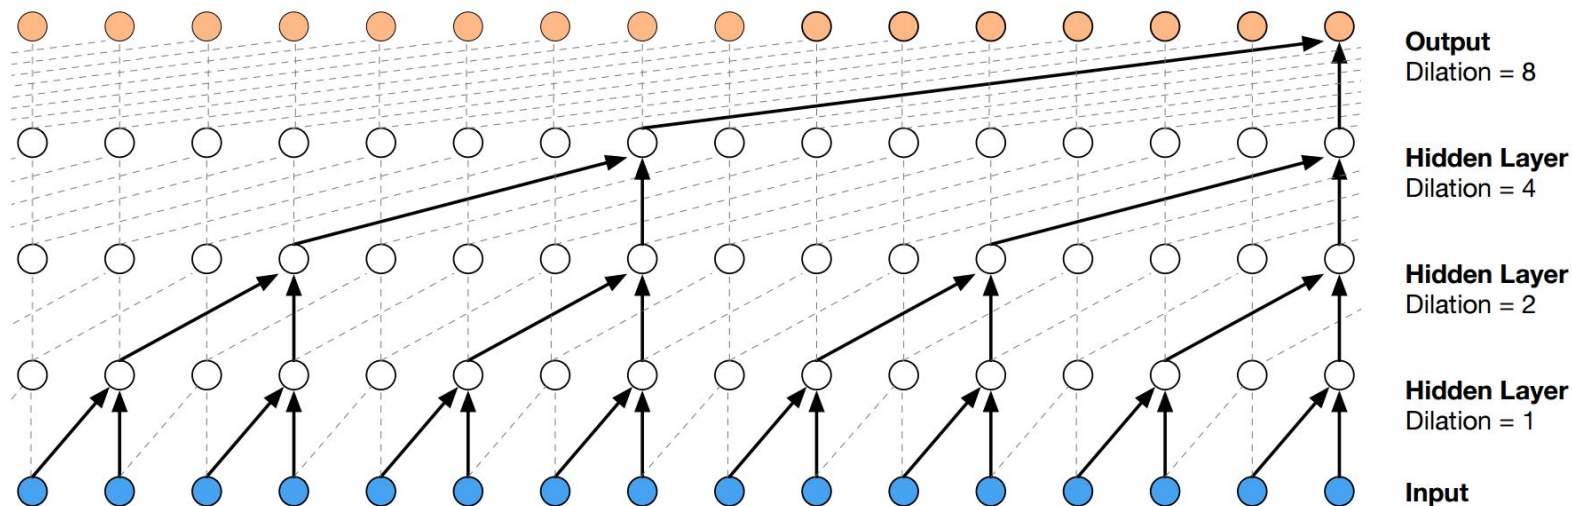 Output
Dilation = 8
Hidden Layer
Dilation = 4
Hidden Layer
Dilation = 2
Hidden Layer
Dilation = 1
Input